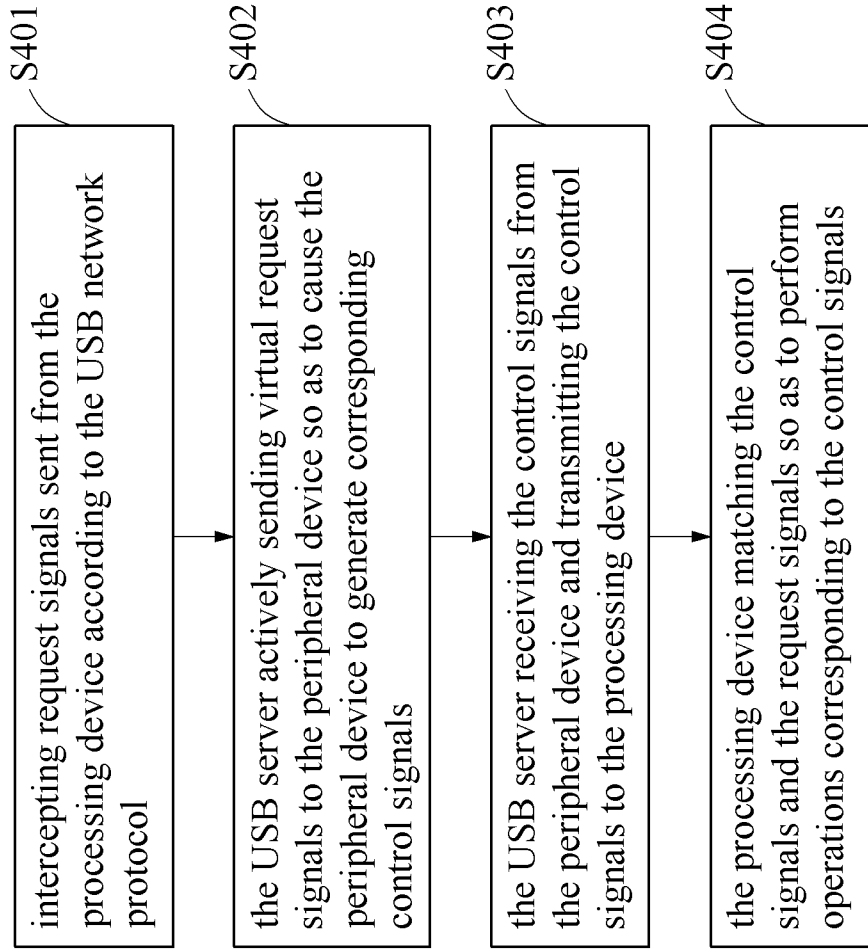 intercepting request signals sent from the
processing device according to the USB network
protocol
S401
the USB server actively sending virtual request
signals to the peripheral device so as to cause the
peripheral device to generate corresponding
control signals
S402
the USB server receiving the control signals from
the peripheral device and transmitting the control
signals to the processing device
S403
the processing device matching the control
signals and the request signals so as to perform
operations corresponding to the control signals
S404